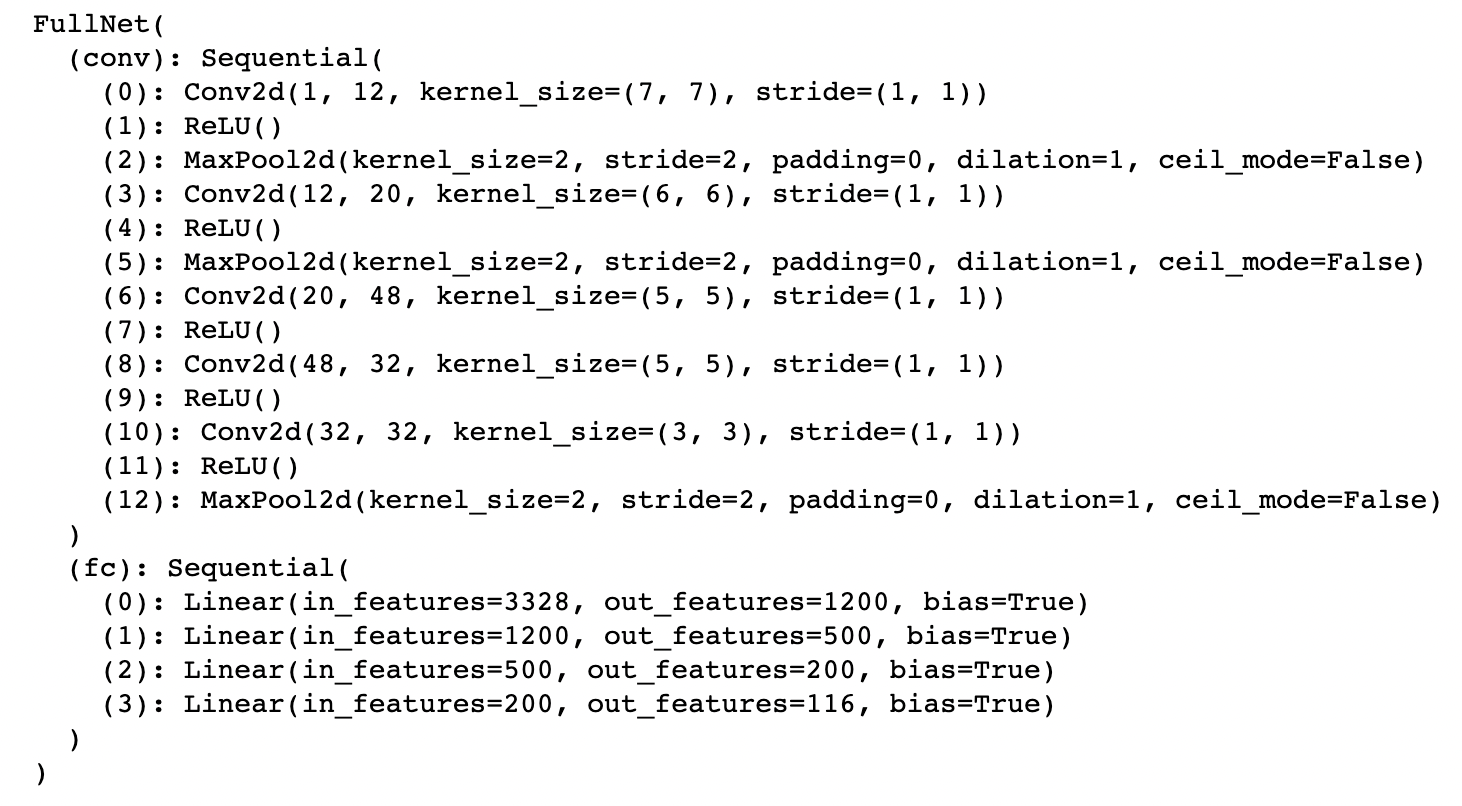 FullNet(
  (conv): Sequential(
    (0): Conv2d(1, 12, kernel_size=(7, 7), stride=(1, 1))
    (1): ReLU()
    (2): MaxPool2d(kernel_size=2, stride=2, padding=0, dilation=1, ceil_mode=False)
    (3): Conv2d(12, 20, kernel_size=(6, 6), stride=(1, 1))
    (4): ReLU()
    (5): MaxPool2d(kernel_size=2, stride=2, padding=0, dilation=1, ceil_mode=False)
    (6): Conv2d(20, 48, kernel_size=(5, 5), stride=(1, 1))
    (7): ReLU()
    (8): Conv2d(48, 32, kernel_size=(5, 5), stride=(1, 1))
    (9): ReLU()
    (10): Conv2d(32, 32, kernel_size=(3, 3), stride=(1, 1))
    (11): ReLU()
    (12): MaxPool2d(kernel_size=2, stride=2, padding=0, dilation=1, ceil_mode=False)
  )
  (fc): Sequential(
    (0): Linear(in_features=3328, out_features=1200, bias=True)
    (1): Linear(in_features=1200, out_features=500, bias=True)
    (2): Linear(in_features=500, out_features=200, bias=True)
    (3): Linear(in_features=200, out_features=116, bias=True)
  )
)